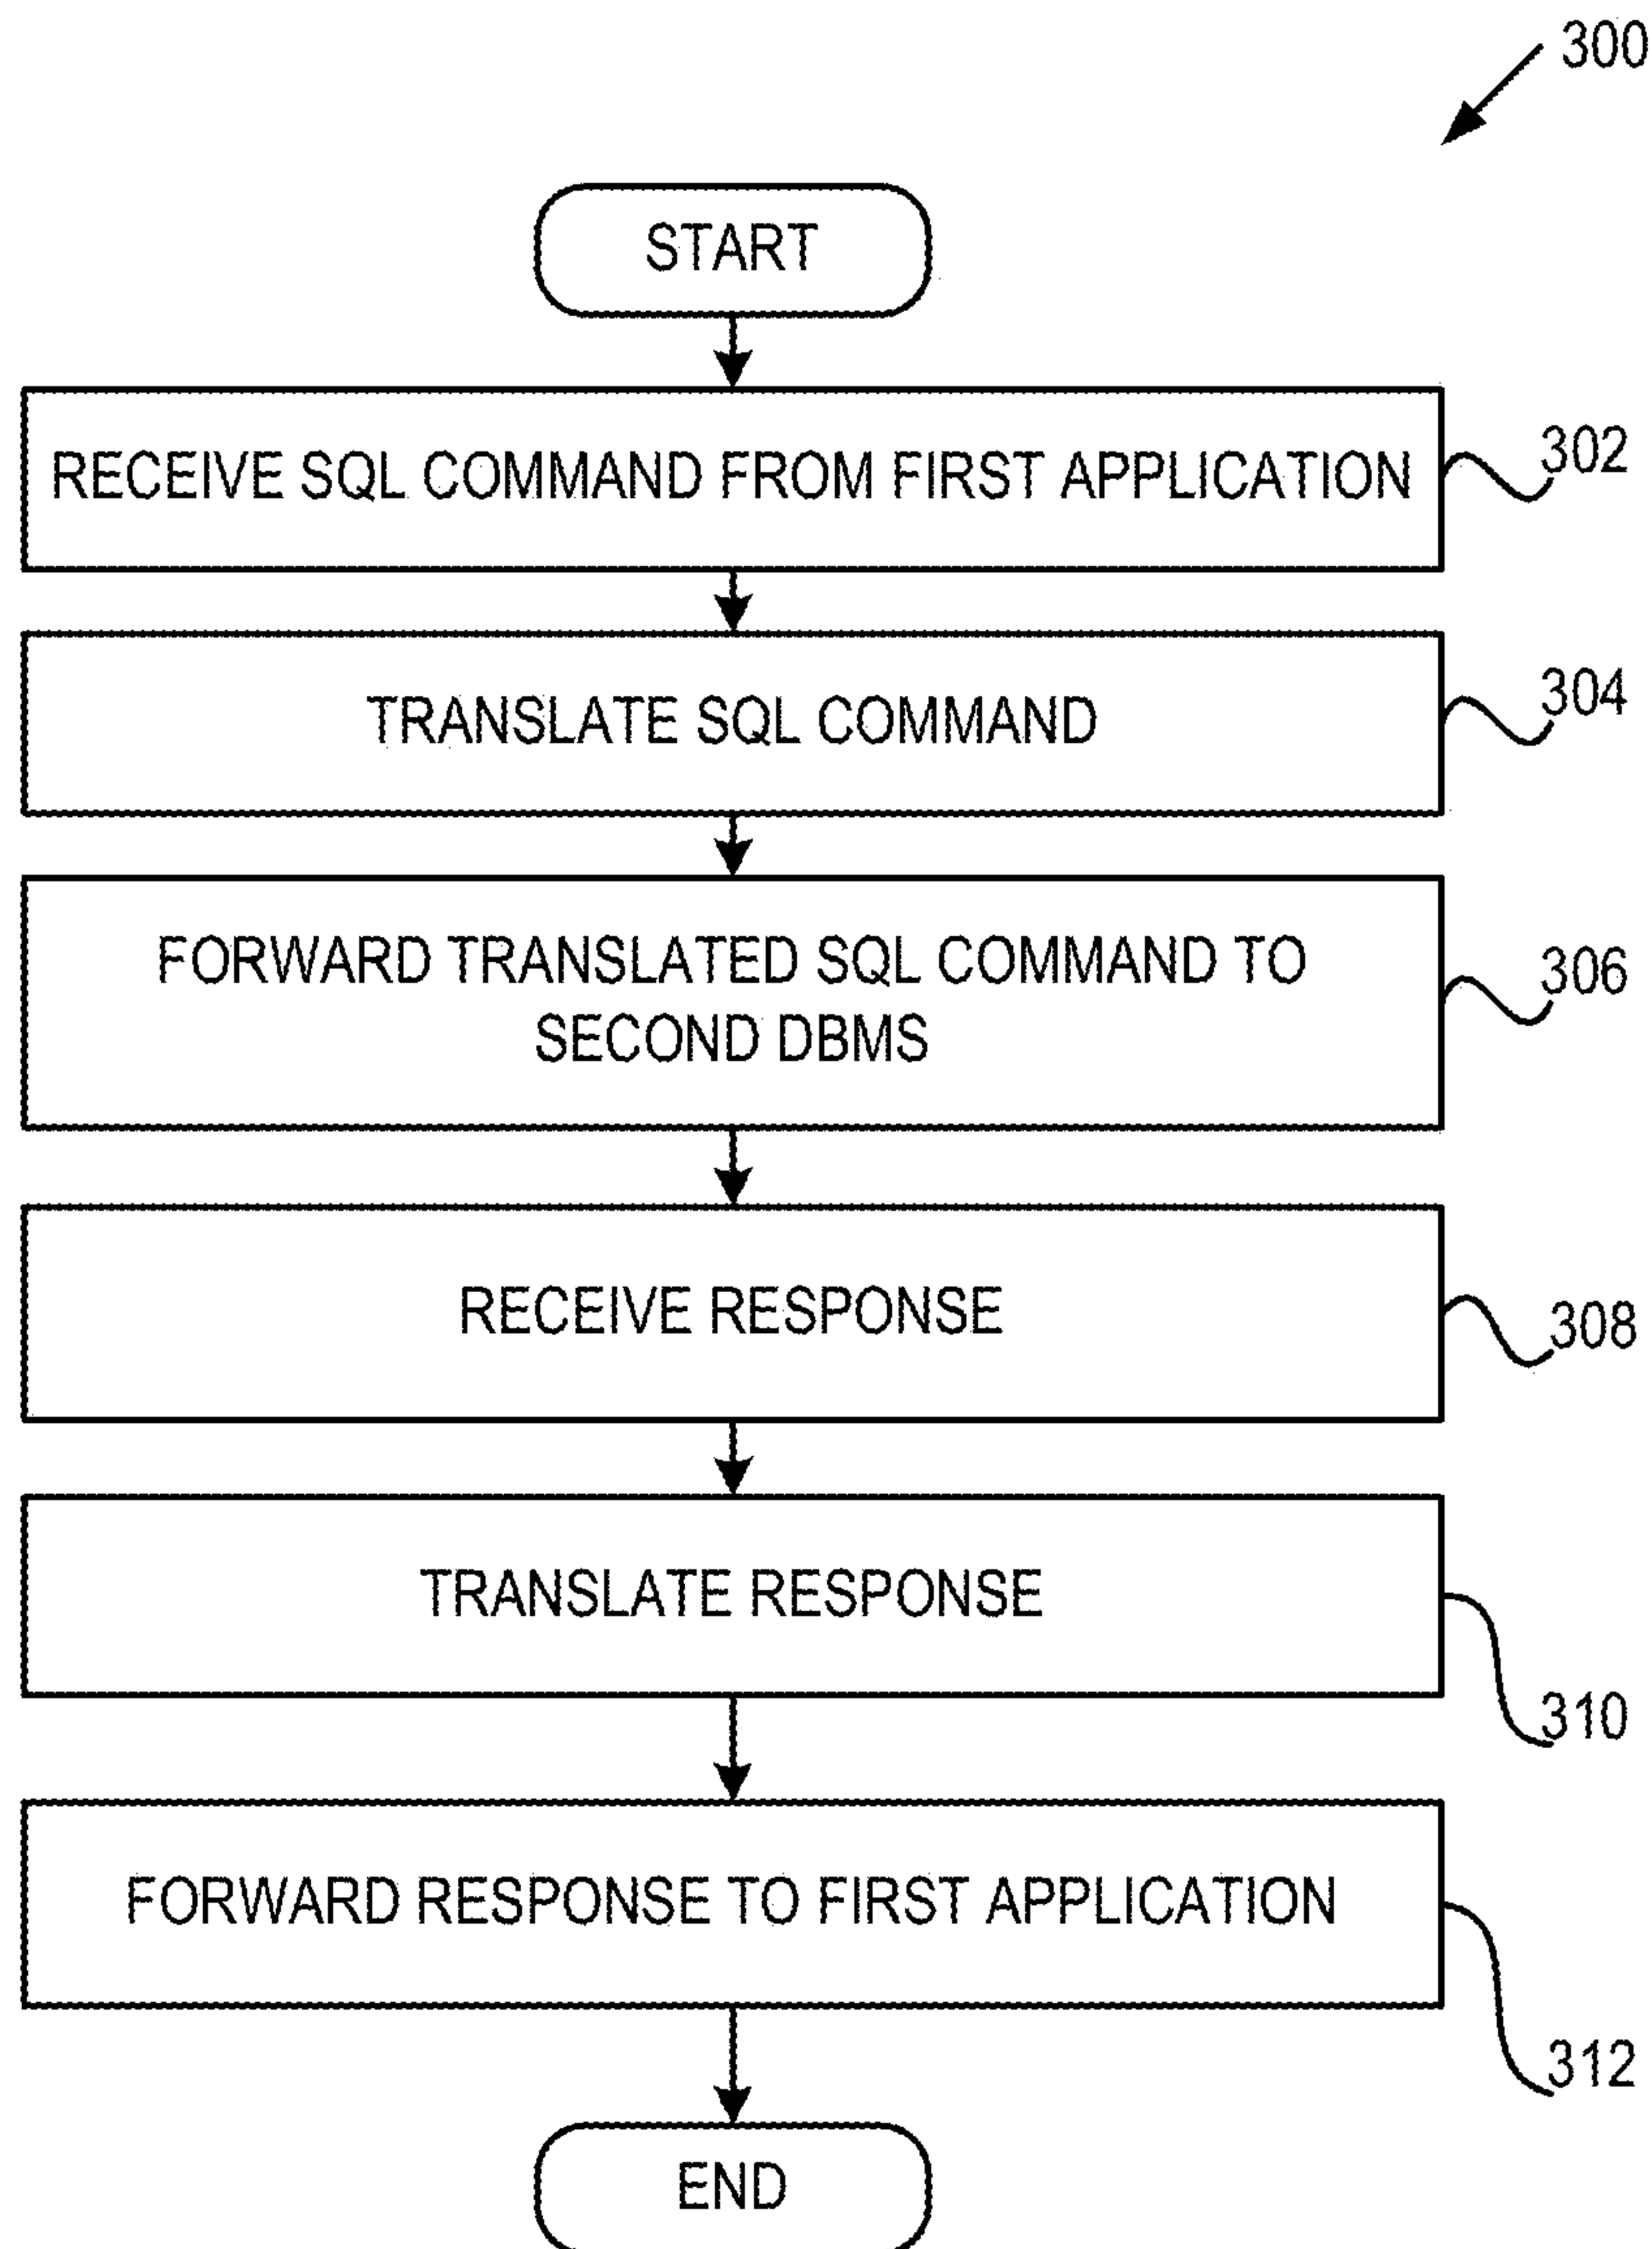 300
START
RECEIVE SQL COMMAND FROM FIRST APPLICATION
302
TRANSLATE SQL COMMAND
304
FORWARD TRANSLATED SQL COMMAND TO
SECOND DBMS
306
RECEIVE RESPONSE
308
TRANSLATE RESPONSE
310
FORWARD RESPONSE TO FIRST APPLICATION
312
END